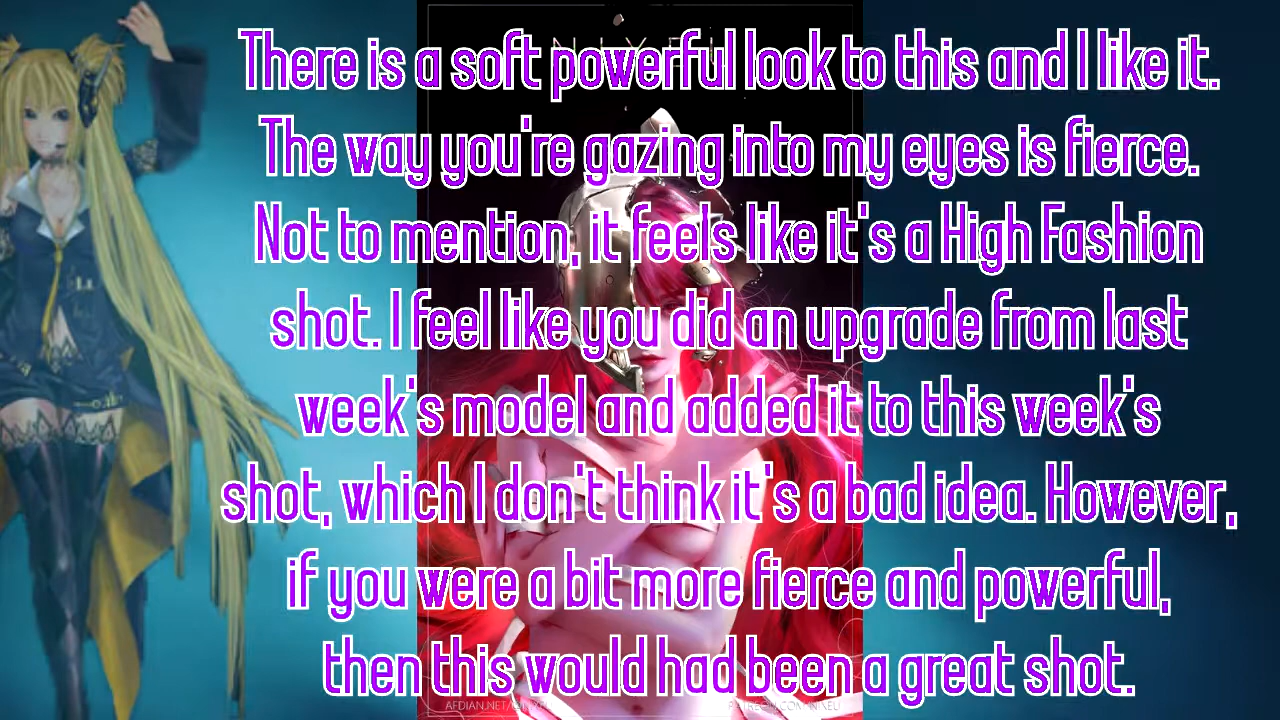 There is a soft powerful look to this and I like it.
The way you're gazing into my eyes is fierce.
Not to mention, it feels like it's a High Fashion
shot. I feel like you did an upgrade from last
week's model and added it to this week's
shot, which I don't think it's a bad idea. However,
if you were a bit more fierce and powerful,
then this would had been a great shot.